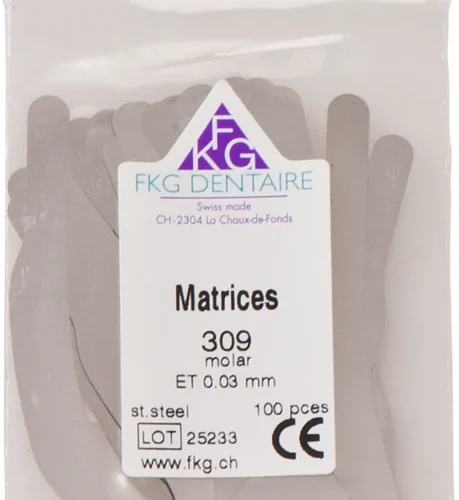 F
KG
FKG DENTAIRE
Swiss made
CH-2304 La Chaux-de-Fonds
Matrices
309
molar
ET 0.03 mm
st.steel 100 pces
LOT 25233 CE
www.fkg.ch